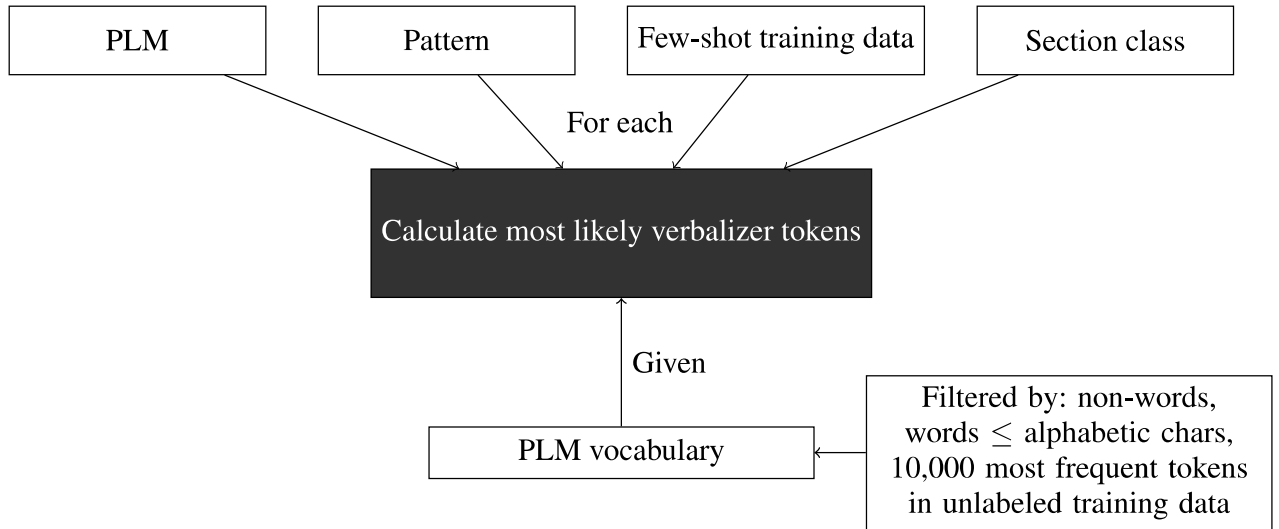 PLM
Pattern
Few-shot training data
Section class
For each
Calculate most likely verbalizer tokens
Given
PLM vocabulary
Filtered by: non-words,
words ≤ alphabetic chars,
10,000 most frequent tokens
in unlabeled training data